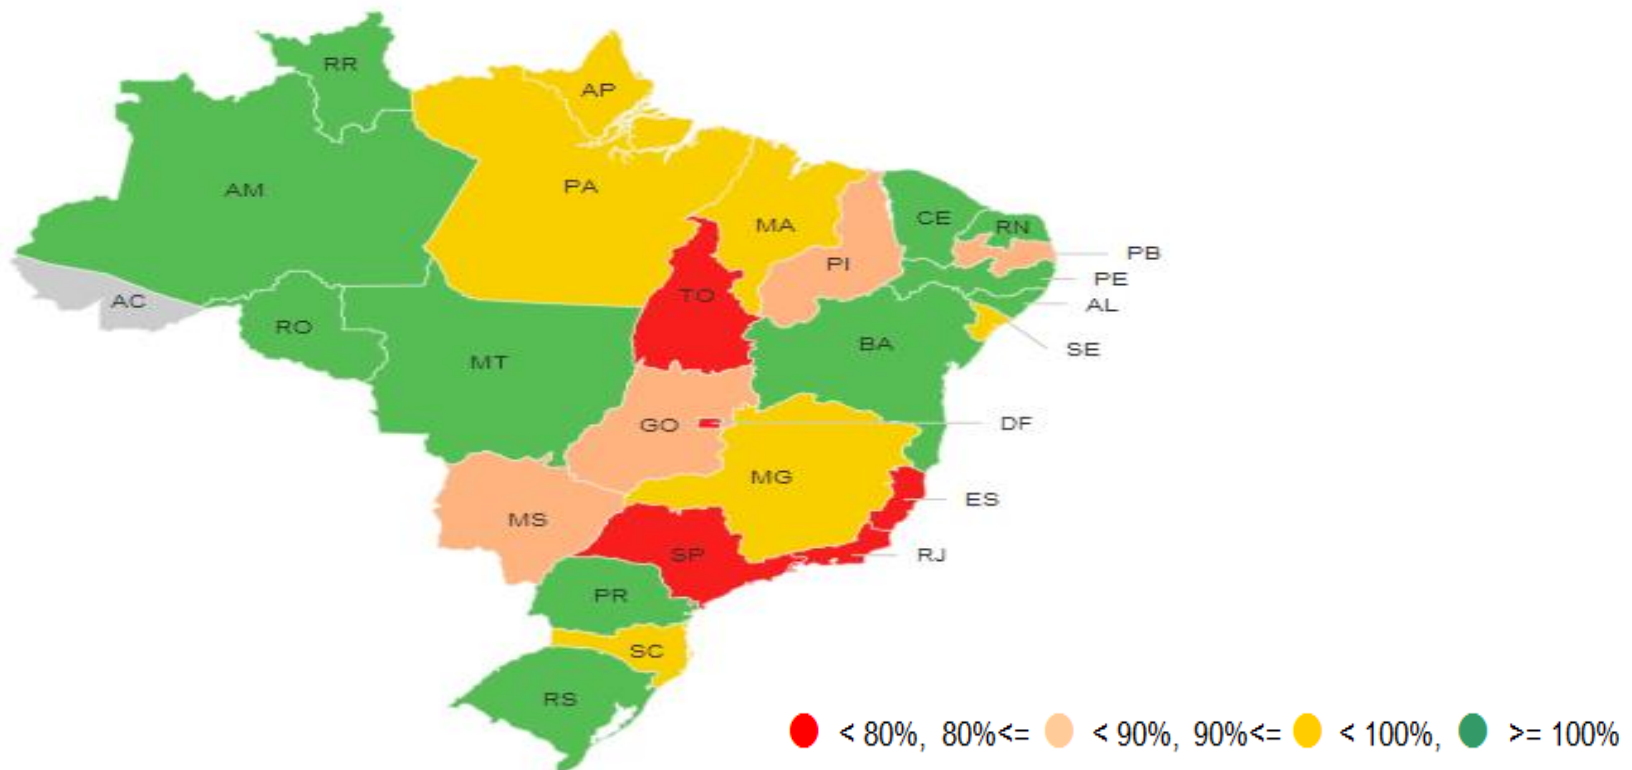 RR
AP
AM
PA
MA
CE
RN
PB
PI
PE
TO
AC
AL
RO
BA
SE
MT
GO
DF
MG
ES
MS
SP
RJ
PR
SC
RS
< 80%, 80%<= < 90%, 90%<= < 100%, >= 100%